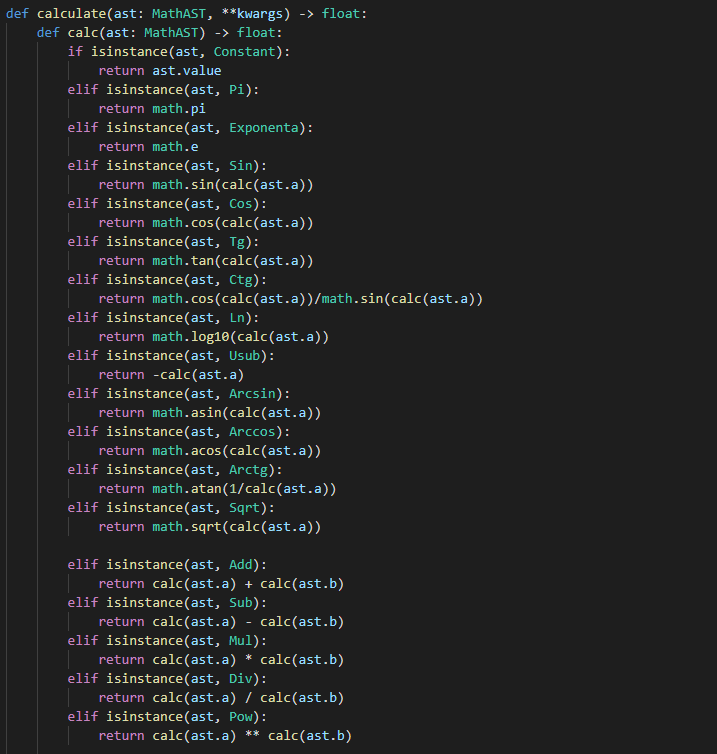 def calculate(ast: MathAST, **kwargs) -> float:
    def calc(ast: MathAST) -> float:
        if isinstance(ast, Constant):
            return ast.value
        elif isinstance(ast, Pi):
            return math.pi
        elif isinstance(ast, Exponenta):
            return math.e
        elif isinstance(ast, Sin):
            return math.sin(calc(ast.a))
        elif isinstance(ast, Cos):
            return math.cos(calc(ast.a))
        elif isinstance(ast, Tg):
            return math.tan(calc(ast.a))
        elif isinstance(ast, Ctg):
            return math.cos(calc(ast.a))/math.sin(calc(ast.a))
        elif isinstance(ast, Ln):
            return math.log10(calc(ast.a))
        elif isinstance(ast, Usub):
            return -calc(ast.a)
        elif isinstance(ast, Arcsin):
            return math.asin(calc(ast.a))
        elif isinstance(ast, Arccos):
            return math.acos(calc(ast.a))
        elif isinstance(ast, Arctg):
            return math.atan(1/calc(ast.a))
        elif isinstance(ast, Sqrt):
            return math.sqrt(calc(ast.a))

        elif isinstance(ast, Add):
            return calc(ast.a) + calc(ast.b)
        elif isinstance(ast, Sub):
            return calc(ast.a) - calc(ast.b)
        elif isinstance(ast, Mul):
            return calc(ast.a) * calc(ast.b)
        elif isinstance(ast, Div):
            return calc(ast.a) / calc(ast.b)
        elif isinstance(ast, Pow):
            return calc(ast.a) ** calc(ast.b)